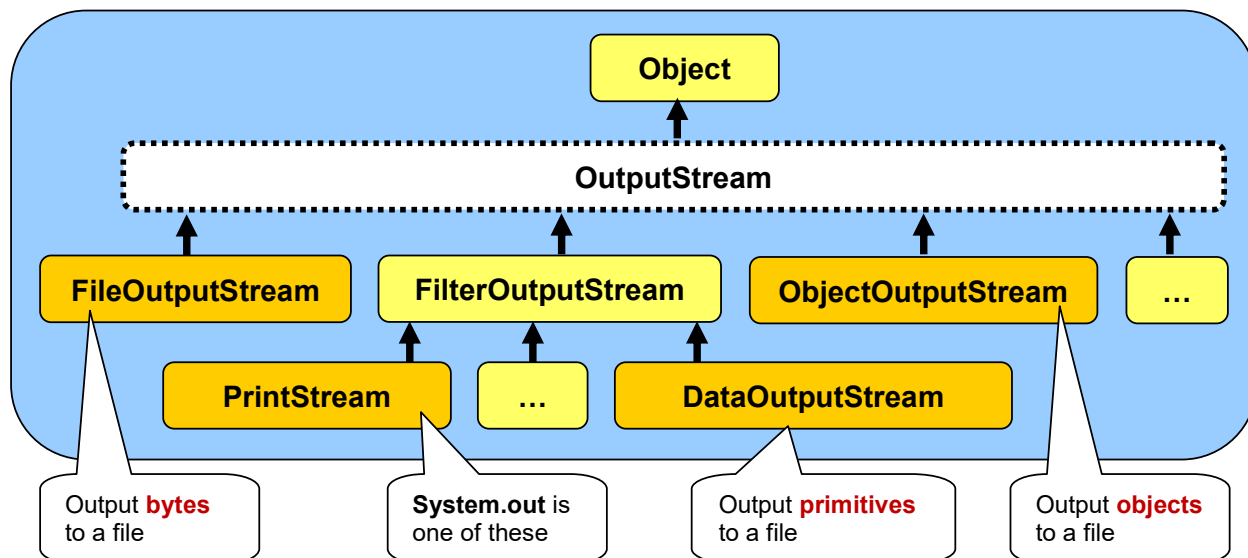 Object
OutputStream
FileOutputStream
FilterOutputStream
ObjectOutputStream
...
PrintStream
...
DataOutputStream
Output bytes
to a file
System.out is
one of these
Output primitives
to a file
Output objects
to a file